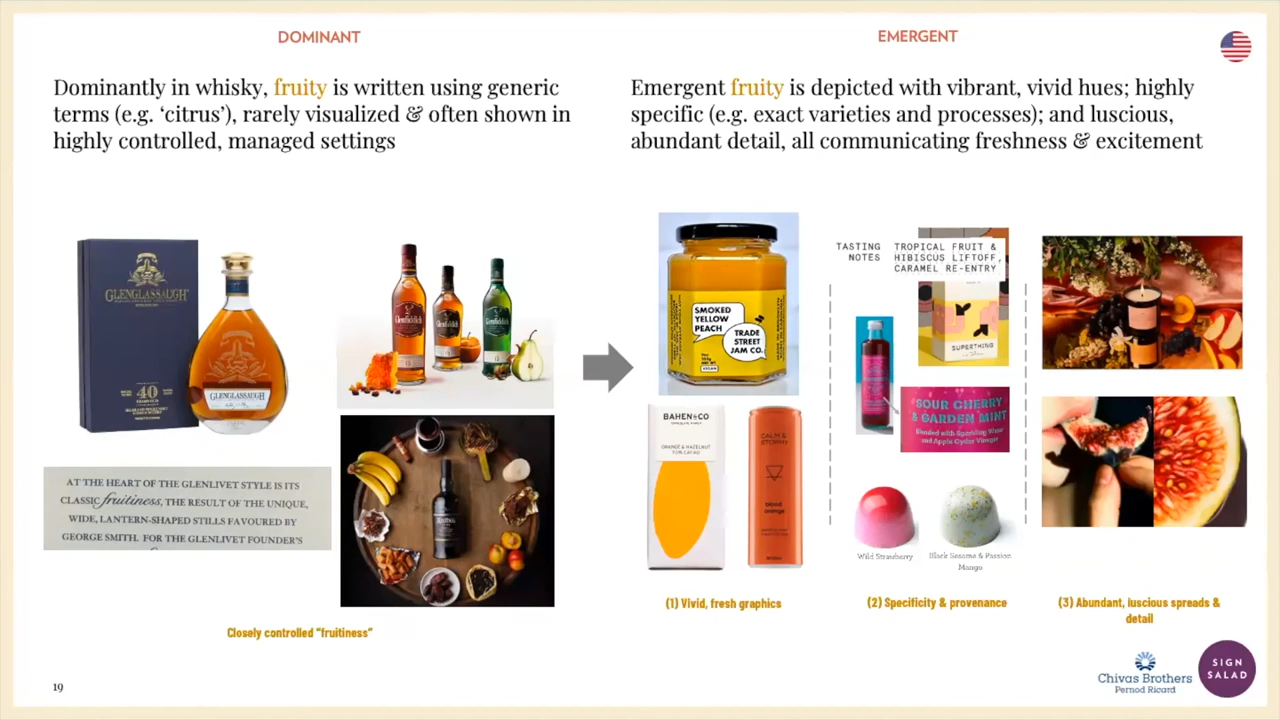 DOMINANT
Dominantly in whisky, fruity is written using generic
terms (e.g. ‘citrus’), rarely visualized & often shown in
highly controlled, managed settings
GLENGLASSAUGH
40
GLENGLASSAUGH
Glenfiddich
Glenfiddich
AT THE HEART OF THE GLENLIVET STYLE IS ITS
CLASSIC fruitiness, THE RESULT OF THE UNIQUE,
WIDE, LANTERN-SHAPED STILLS FAVOURED BY
GEORGE SMITH. FOR THE GLENLIVET FOUNDER'S
Closely controlled “fruitiness”
EMERGENT
Emergent fruity is depicted with vibrant, vivid hues; highly
specific (e.g. exact varieties and processes); and luscious,
abundant detail, all communicating freshness & excitement
SMOKED
YELLOW
PEACH
TRADE
STREET
JAM CO.
BAHEN & CO
ORANGE & HAZELNUT
70% CACAO
CALM &
STORMY
blood
orange
(1) Vivid, fresh graphics
TASTING
NOTES
TROPICAL FRUIT &
HIBISCUS LIFTOFF,
CARAMEL RE-ENTRY
SUPERTHING
SOUR CHERRY
& GARDEN MINT
Blended with Sparkling Water
and Apple Cyder Vinegar
Wild Strawberry
Black Sesame & Passion
Mango
(2) Specificity & provenance
(3) Abundant, luscious spreads &
detail
19
Chivas Brothers
Pernod Ricard
SIGN
SALAD